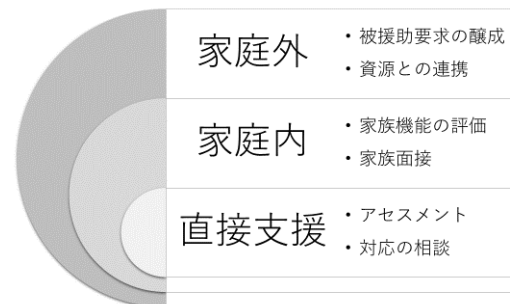 家庭外
• 被援助要求の醸成
• 資源との連携
家庭内
• 家族機能の評価
• 家族面接
直接支援
• アセスメント
• 対応の相談